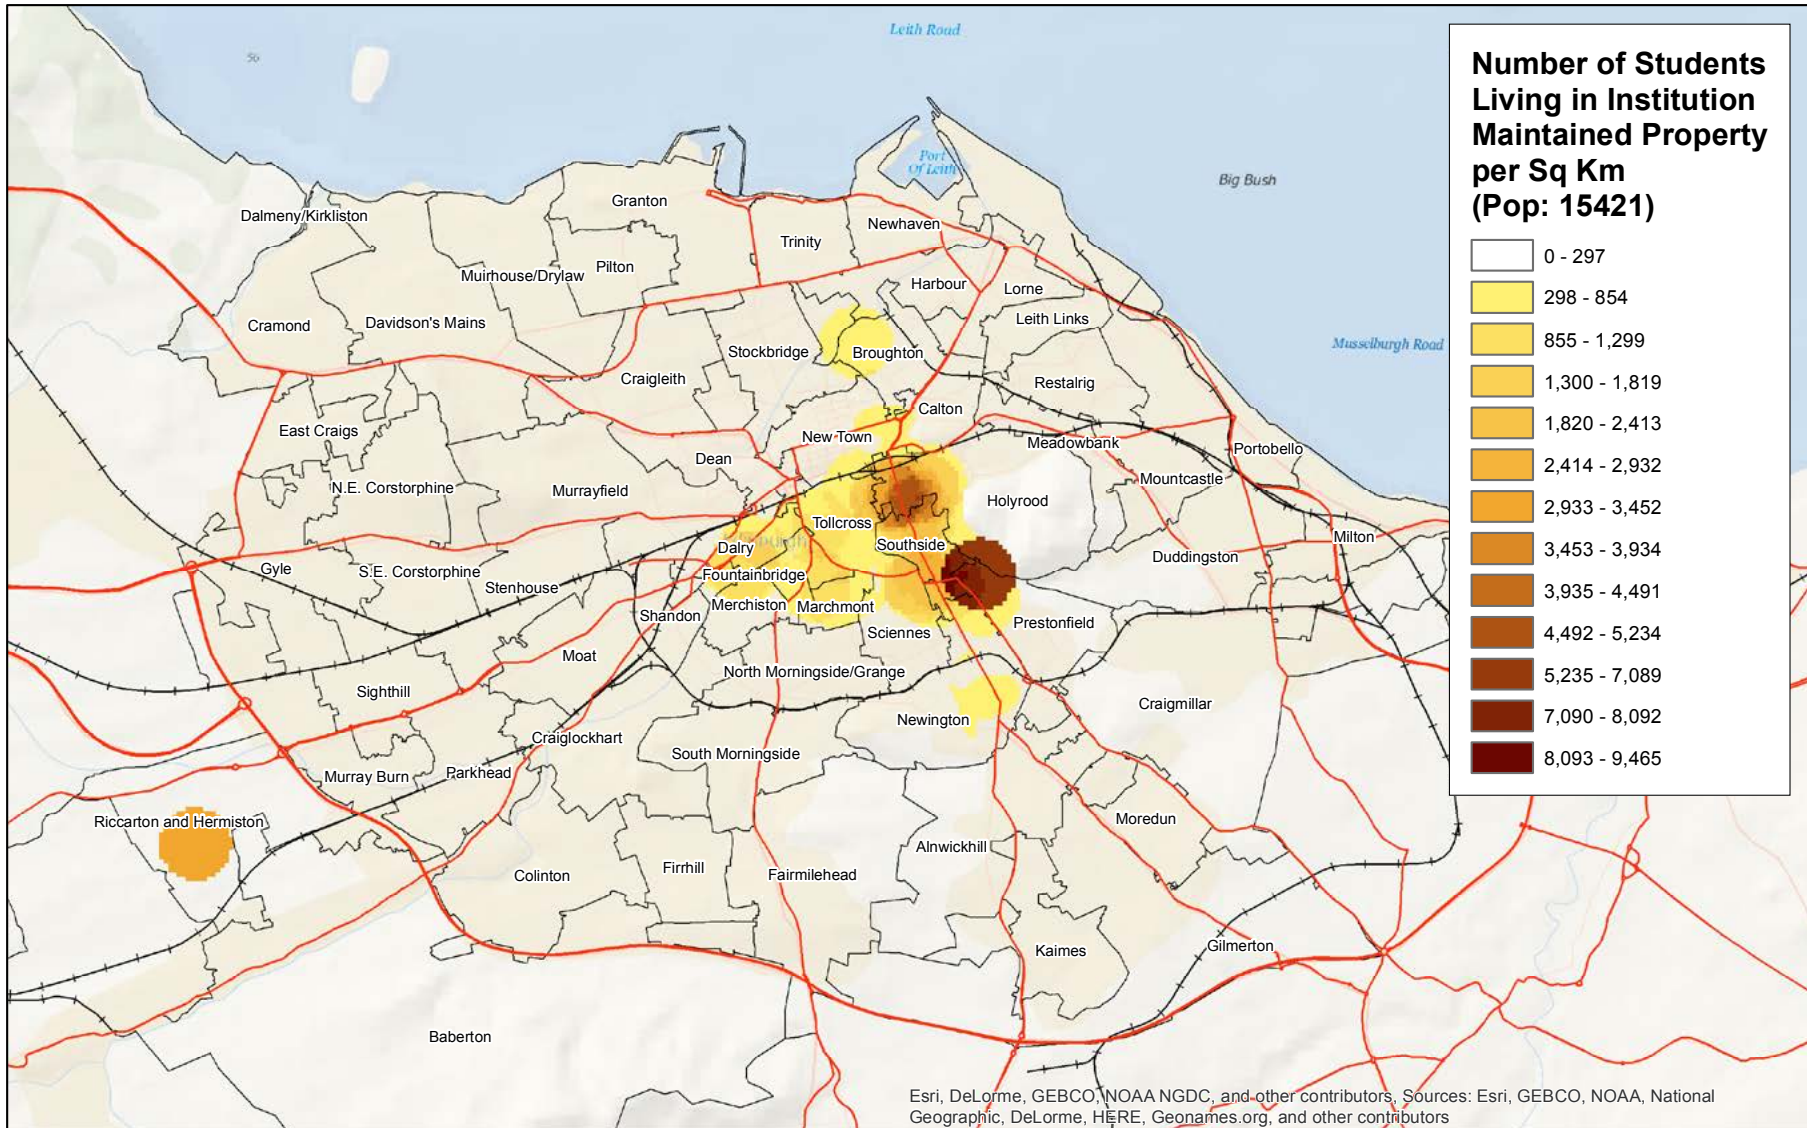 Leith Road
56
Number of Students
Living in Institution
Maintained Property
per Sq Km
(Pop: 15421)
0 - 297
298 - 854
855 - 1,299
1,300 - 1,819
1,820 - 2,413
2,414 - 2,932
2,933 - 3,452
3,453 - 3,934
3,935 - 4,491
4,492 - 5,234
5,235 - 7,089
7,090 - 8,092
8,093 - 9,465
Port
Of Leith
Big Bush
Musselburgh Road
Granton
Dalmeny/Kirkliston
Newhaven
Trinity
Pilton
Muirhouse/Drylaw
Harbour
Lorne
Leith Links
Cramond
Davidson's Mains
Stockbridge
Broughton
Craigleith
Restalrig
Calton
East Craigs
New Town
Meadowbank
Portobello
Dean
Mountcastle
N.E. Corstorphine
Murrayfield
Holyrood
Tollcross
Milton
Dalry
Southside
Duddingston
Gyle
S.E. Corstorphine
Fountainbridge
Stenhouse
Merchiston
Marchmont
Shandon
Prestonfield
Sciennes
Moat
North Morningside/Grange
Sighthill
Craigmillar
Newington
Craiglockhart
South Morningside
Murray Burn
Parkhead
Riccarton and Hermiston
Moredun
Alnwickhill
Firrhill
Colinton
Fairmilehead
Gilmerton
Kaimes
Baberton
Esri, DeLorme, GEBCO, NOAA NGDC, and other contributors, Sources: Esri, GEBCO, NOAA, National
Geographic, DeLorme, HERE, Geonames.org, and other contributors